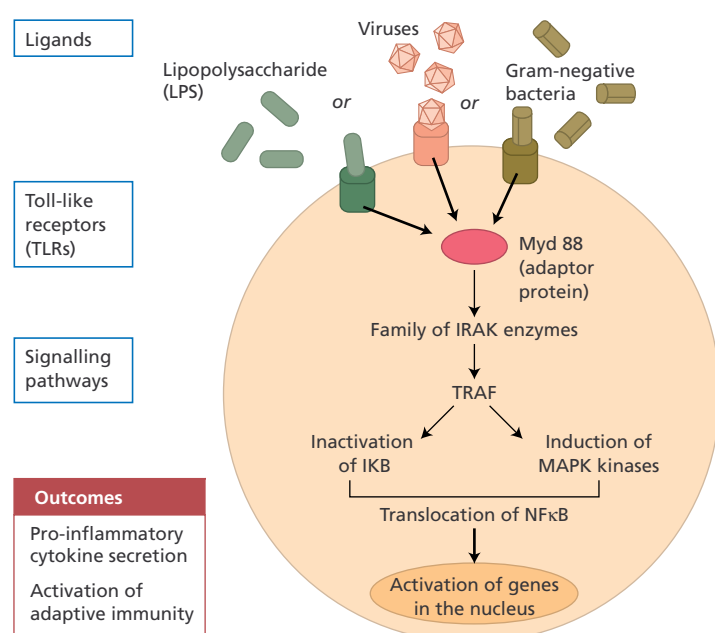 Ligands
Viruses
Lipopolysaccharide
(LPS)
or
or
Gram-negative
bacteria
Toll-like
receptors
(TLRs)
Myd 88
(adaptor
protein)
Family of IRAK enzymes
Signalling
pathways
TRAF
Inactivation
of IKB
Induction of
MAPK kinases
Outcomes
Pro-inflammatory
cytokine secretion
Activation of
adaptive immunity
Translocation of NFκB
Activation of genes
in the nucleus